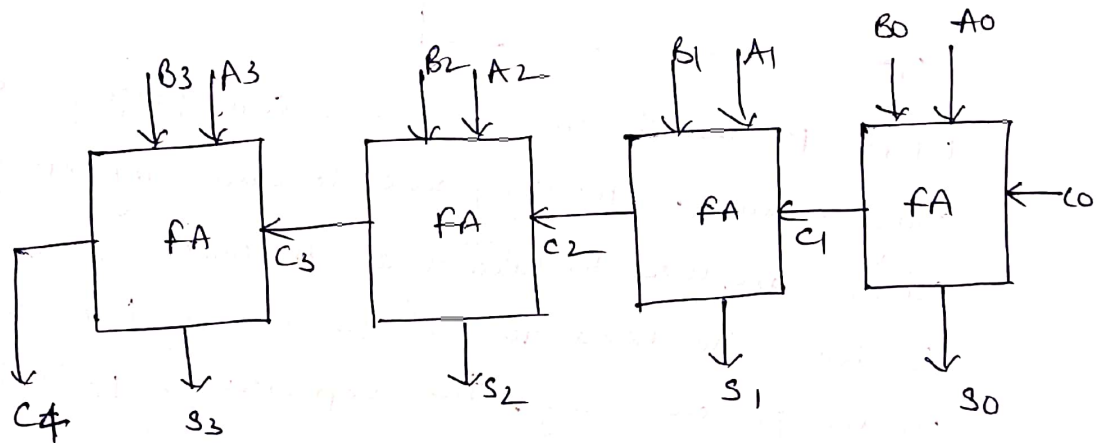 B3 A3 B2 A2 B1 A1 B0 A0
FA FA FA FA C0
C3 C2 C1
C4 S3 S2 S1 S0